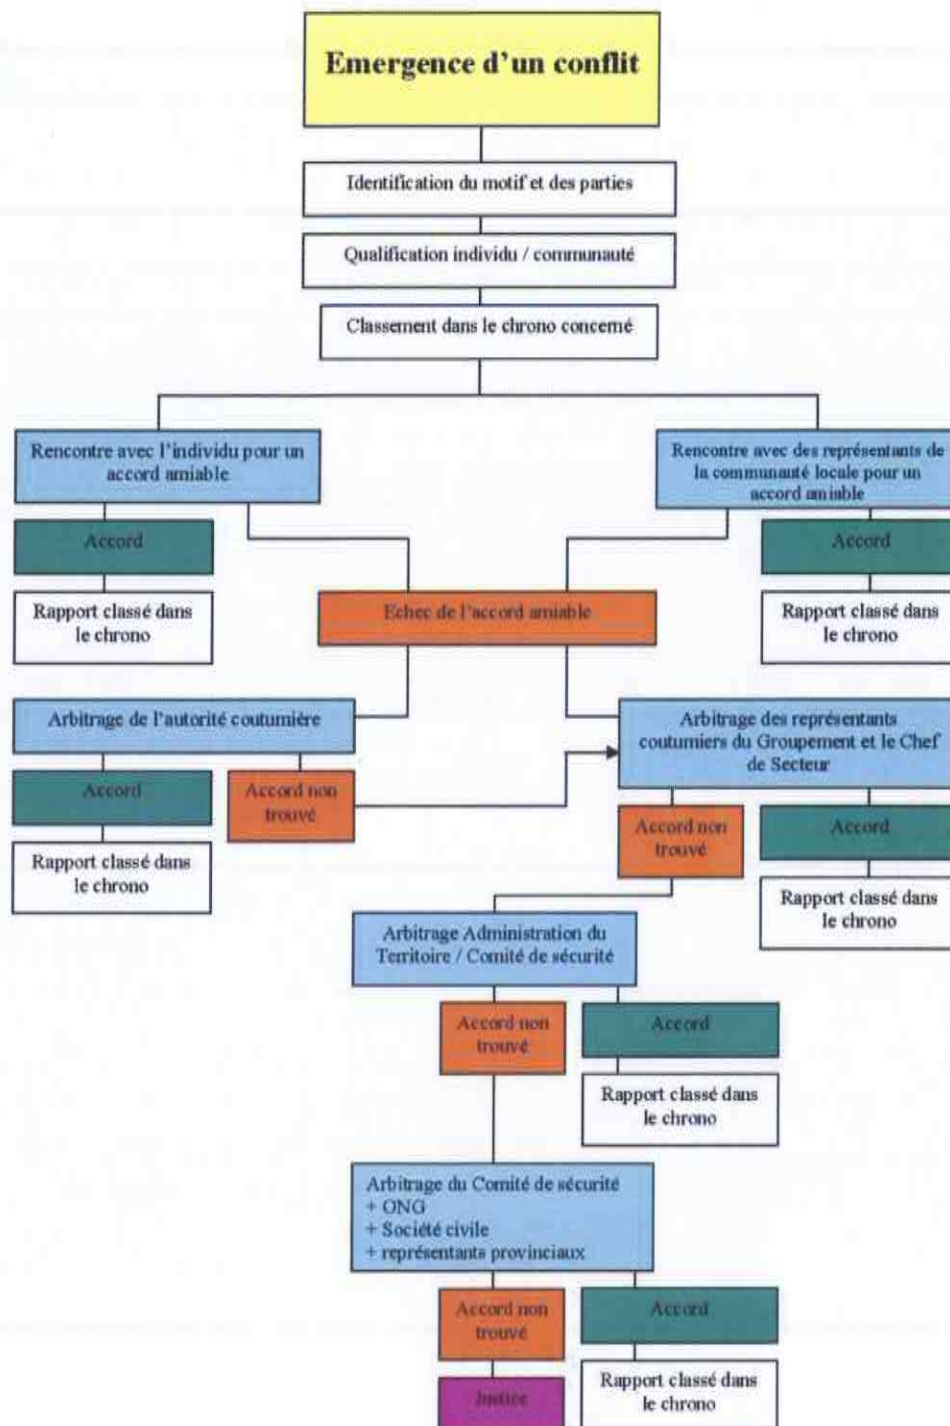 Emergence d'un conflit
Identification du motif et des parties
Qualification individu / communauté
Classement dans le chrono concerné
Rencontre avec l'individu pour un
accord amiable
Rencontre avec des représentants de
la communauté locale pour un
accord amiable
Accord
Accord
Rapport classé dans
le chrono
Echec de l'accord amiable
Rapport classé dans
le chrono
Arbitrage de l'autorité coutumière
Arbitrage des représentants
coutumiers du Groupement et le Chef
de Secteur
Accord
Accord non
trouvé
Accord non
trouvé
Accord
Rapport classé dans
le chrono
Rapport classé dans
le chrono
Arbitrage Administration du
Territoire / Comité de sécurité
Accord non
trouvé
Accord
Rapport classé dans
le chrono
Arbitrage du Comité de sécurité
+ ONG
+ Société civile
+ représentants provinciaux
Accord non
trouvé
Accord
Justice
Rapport classé dans
le chrono